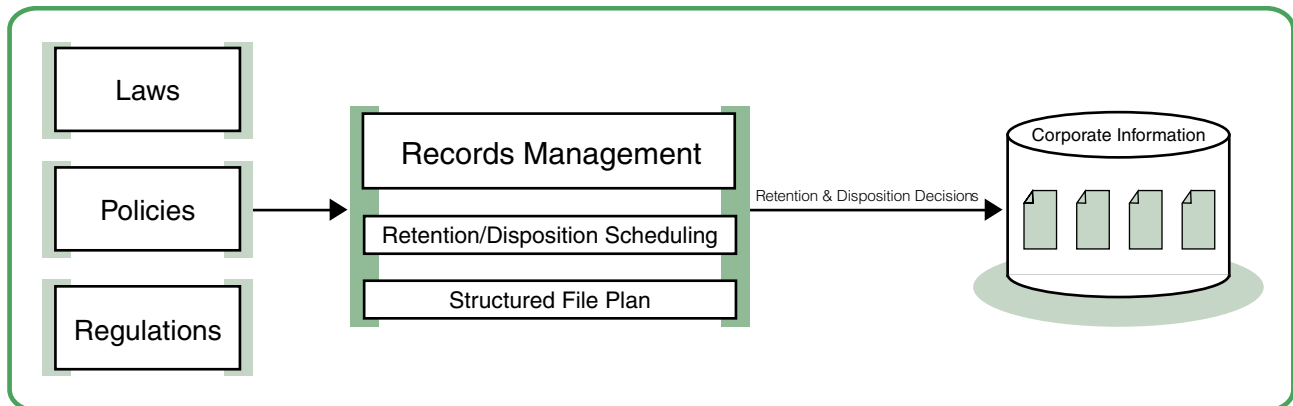 Laws
Policies
Regulations
Records Management
Retention/Disposition Scheduling
Structured File Plan
Retention & Disposition Decisions
Corporate Information